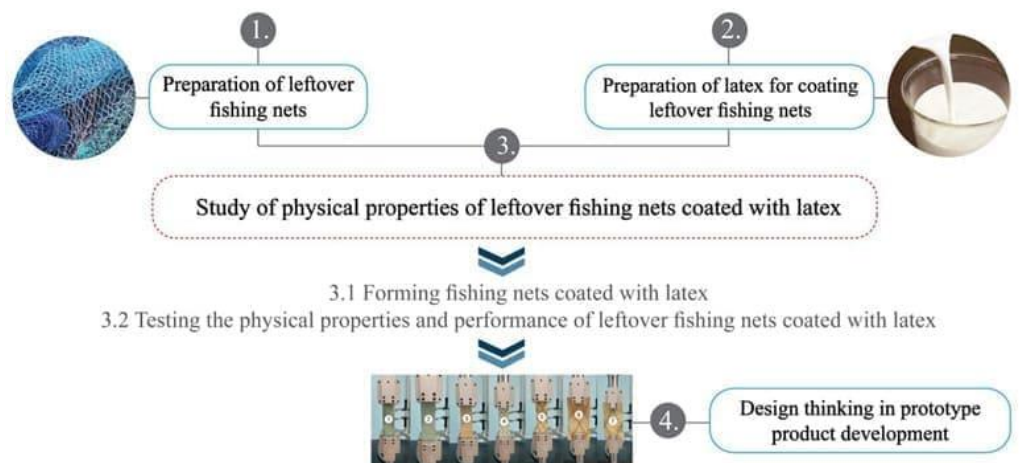 1.
Preparation of leftover
fishing nets
2.
Preparation of latex for coating
leftover fishing nets
3.
Study of physical properties of leftover fishing nets coated with latex
3.1 Forming fishing nets coated with latex
3.2 Testing the physical properties and performance of leftover fishing nets coated with latex
4.
Design thinking in prototype
product development